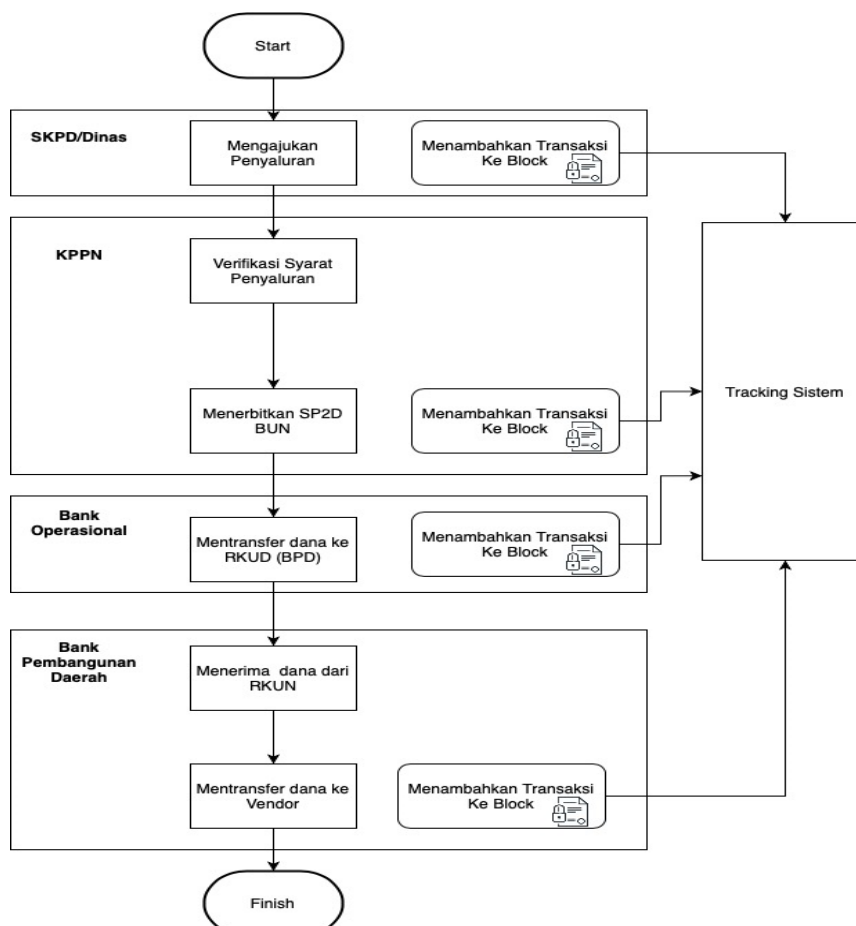 Start
SKPD/Dinas
Mengajukan
Penyaluran
Menambahkan Transaksi
Ke Block
KPPN
Verifikasi Syarat
Penyaluran
Tracking Sistem
Menerbitkan SP2D
BUN
Menambahkan Transaksi
Ke Block
Bank
Operasional
Mentransfer dana ke
RKUD (BPD)
Menambahkan Transaksi
Ke Block
Bank
Pembangunan
Daerah
Menerima dana dari
RKUN
Mentransfer dana ke
Vendor
Menambahkan Transaksi
Ke Block
Finish